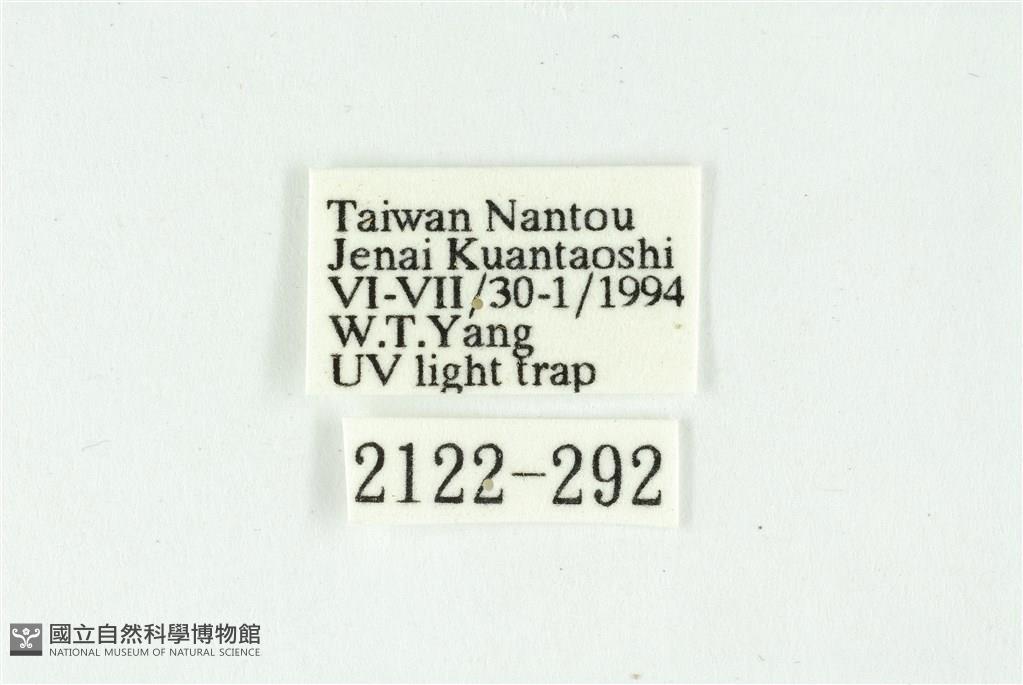 Taiwan Nantou
Jenai Kuantaoshi
VI-VII/30-1/1994
W.T.Yang
UV light trap
2122-292
國立自然科學博物館
NATIONAL MUSEUM OF NATURAL SCIENCE